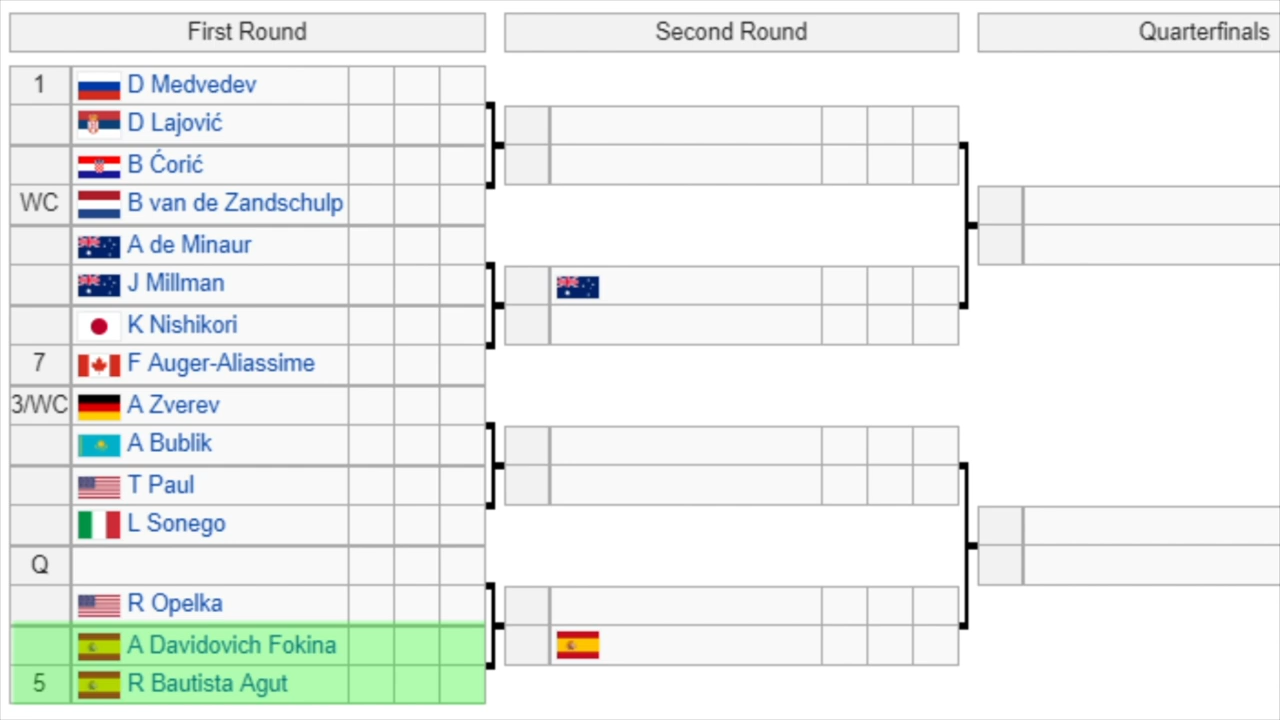 First Round
Second Round
Quarterfinals
1 D Medvedev
D Lajović
B Ćorić
WC B van de Zandschulp
A de Minaur
J Millman
K Nishikori
7 F Auger-Aliassime
3/WC A Zverev
A Bublik
T Paul
L Sonego
Q
R Opelka
A Davidovich Fokina
5 R Bautista Agut